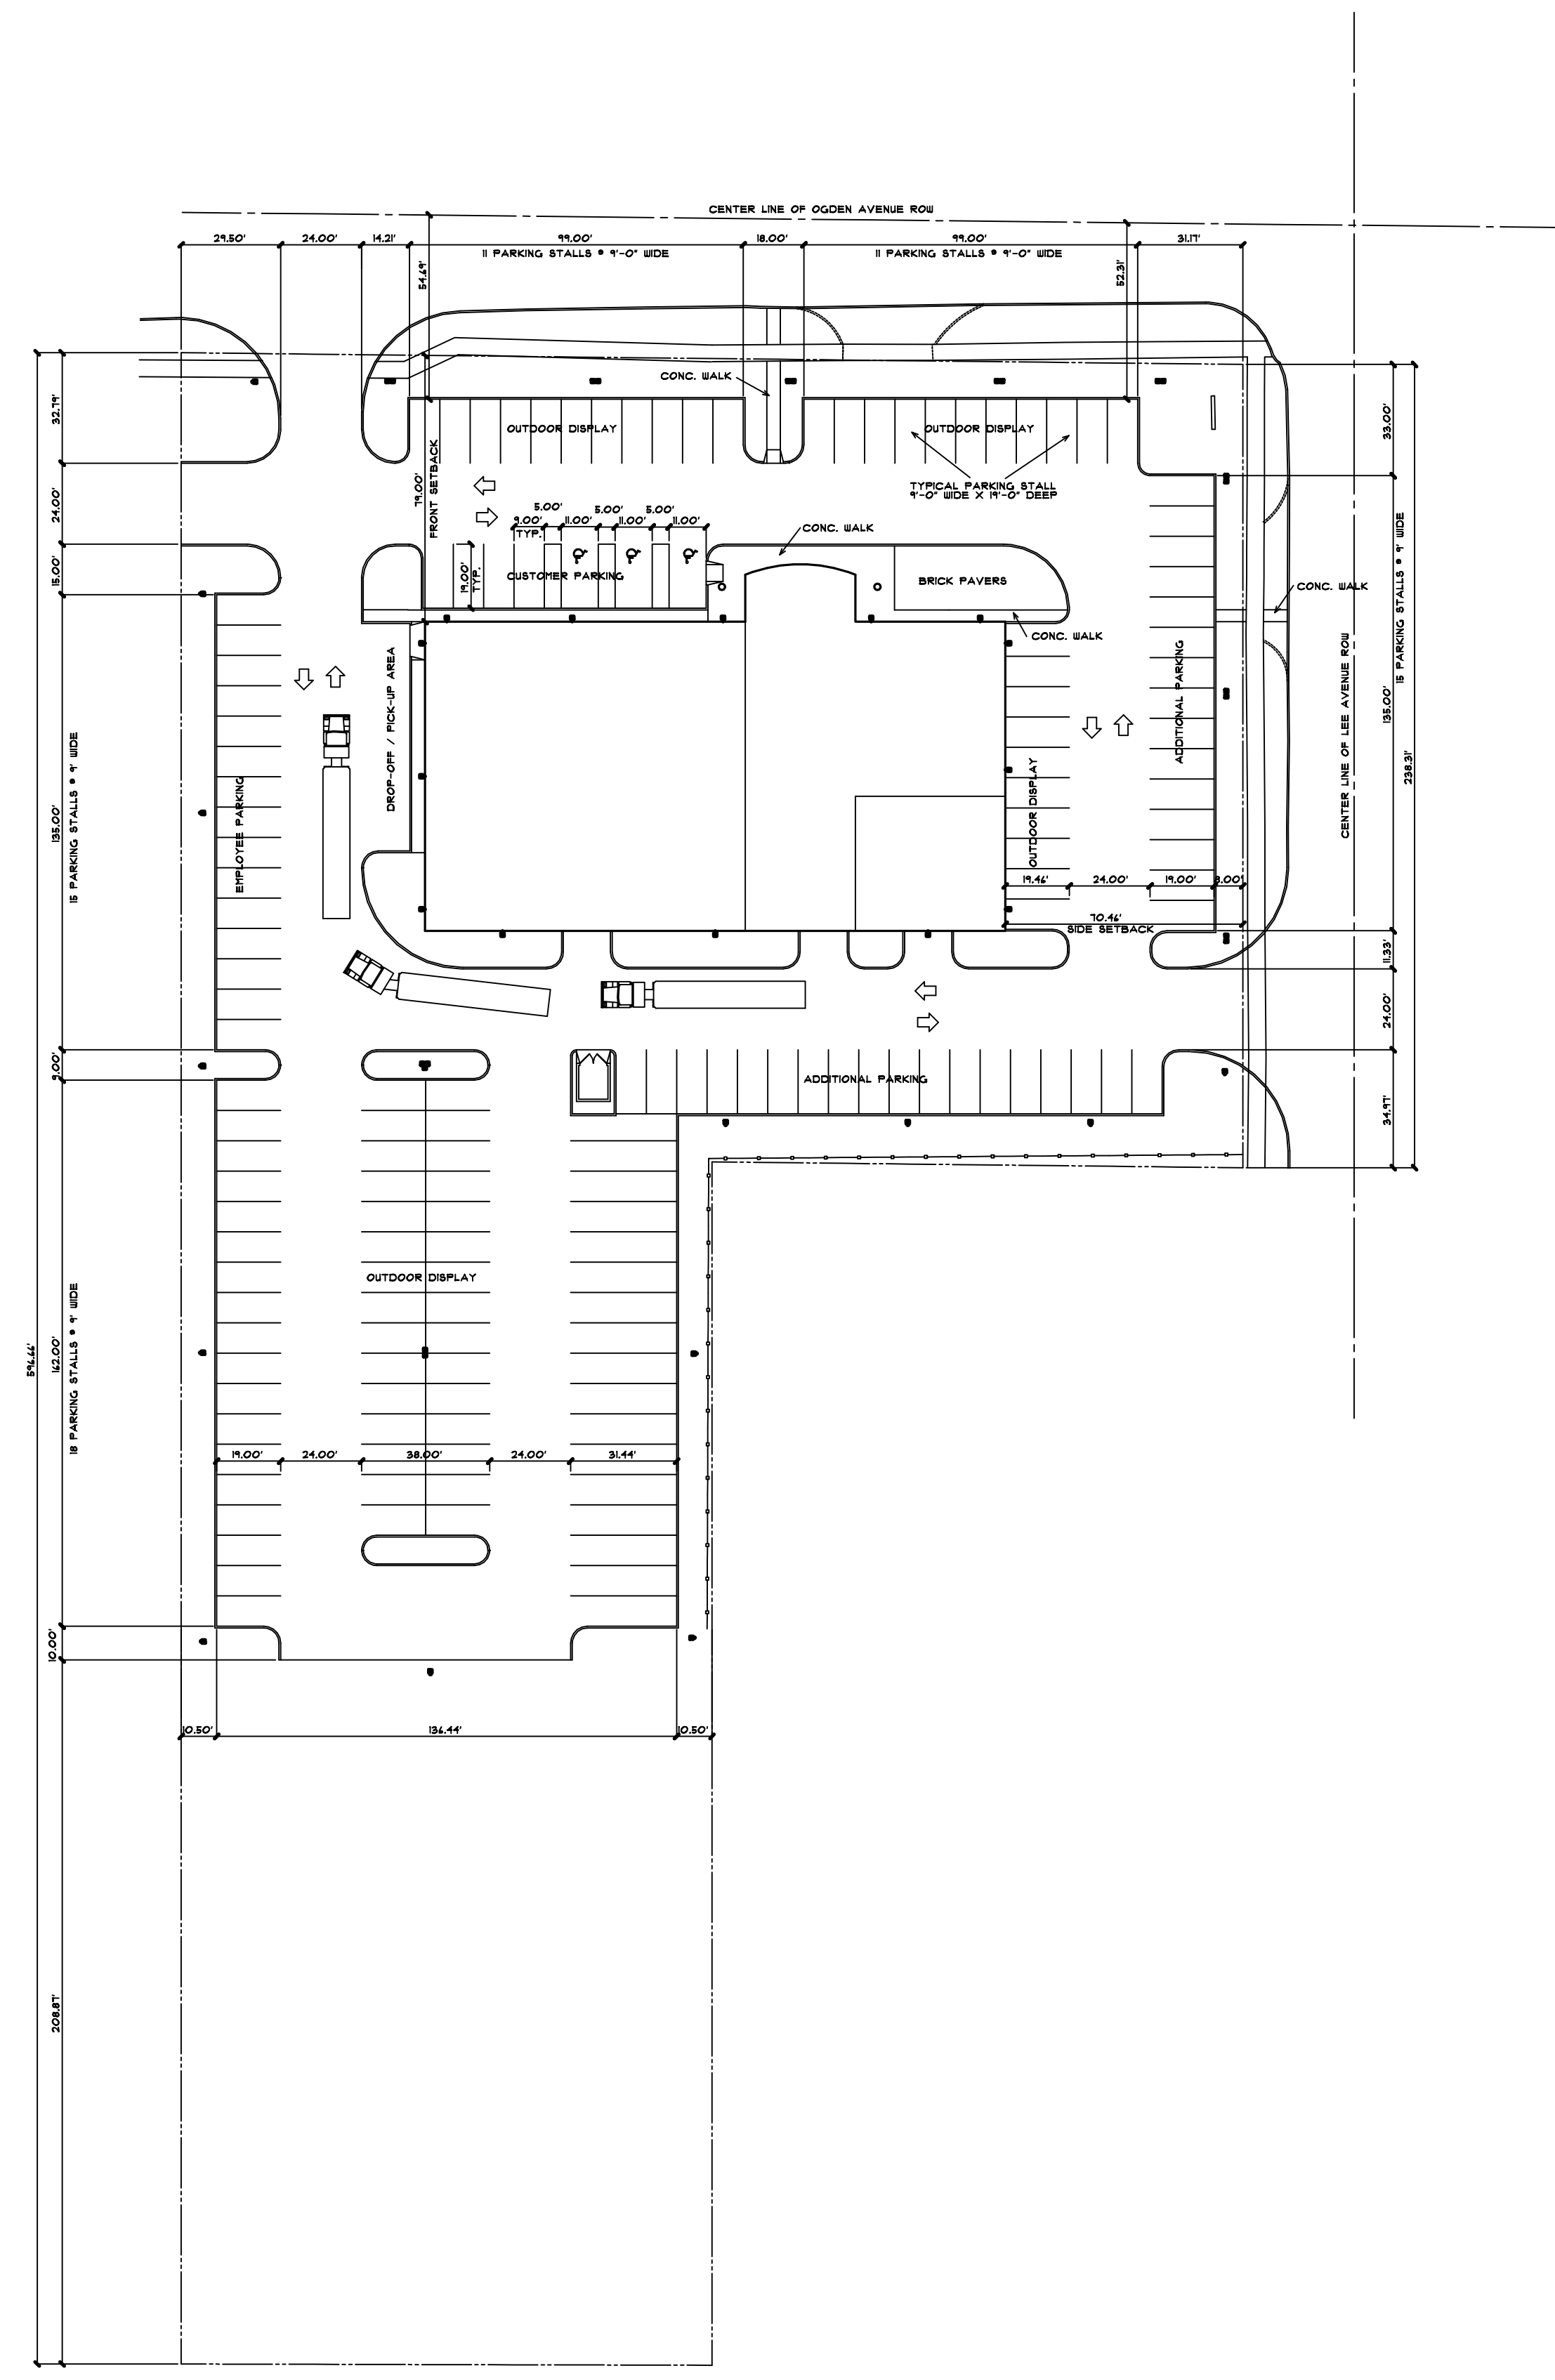 CENTER LINE OF OGDEN AVENUE ROW
29.50'
24.00'
14.21'
99.00'
18.00'
99.00'
31.17'
11 PARKING STALLS @ 9'-0" WIDE
11 PARKING STALLS @ 9'-0" WIDE
54.69'
52.31'
CONC. WALK
32.79'
33.00'
OUTDOOR DISPLAY
OUTDOOR DISPLAY
79.00'
FRONT SETBACK
TYPICAL PARKING STALL
9'-0" WIDE X 19'-0" DEEP
24.00'
5.00'
5.00'
5.00'
9.00'
TYP.
11.00'
11.00'
11.00'
CONC. WALK
15.00'
19.00'
TYP.
CUSTOMER PARKING
BRICK PAVERS
CONC. WALK
CONC. WALK
15 PARKING STALLS @ 9' WIDE
CENTER LINE OF LEE AVENUE ROW
135.00'
238.31'
ADDITIONAL PARKING
DROP-OFF / PICK-UP AREA
15 PARKING STALLS @ 9' WIDE
135.00'
EMPLOYEE PARKING
OUTDOOR DISPLAY
19.46'
24.00'
19.00'
8.00'
70.46'
SIDE SETBACK
11.33'
24.00'
9.00'
ADDITIONAL PARKING
34.97'
OUTDOOR DISPLAY
596.66'
162.00'
18 PARKING STALLS @ 9' WIDE
19.00'
24.00'
38.00'
24.00'
31.44'
10.00'
10.50'
136.44'
10.50'
208.87'